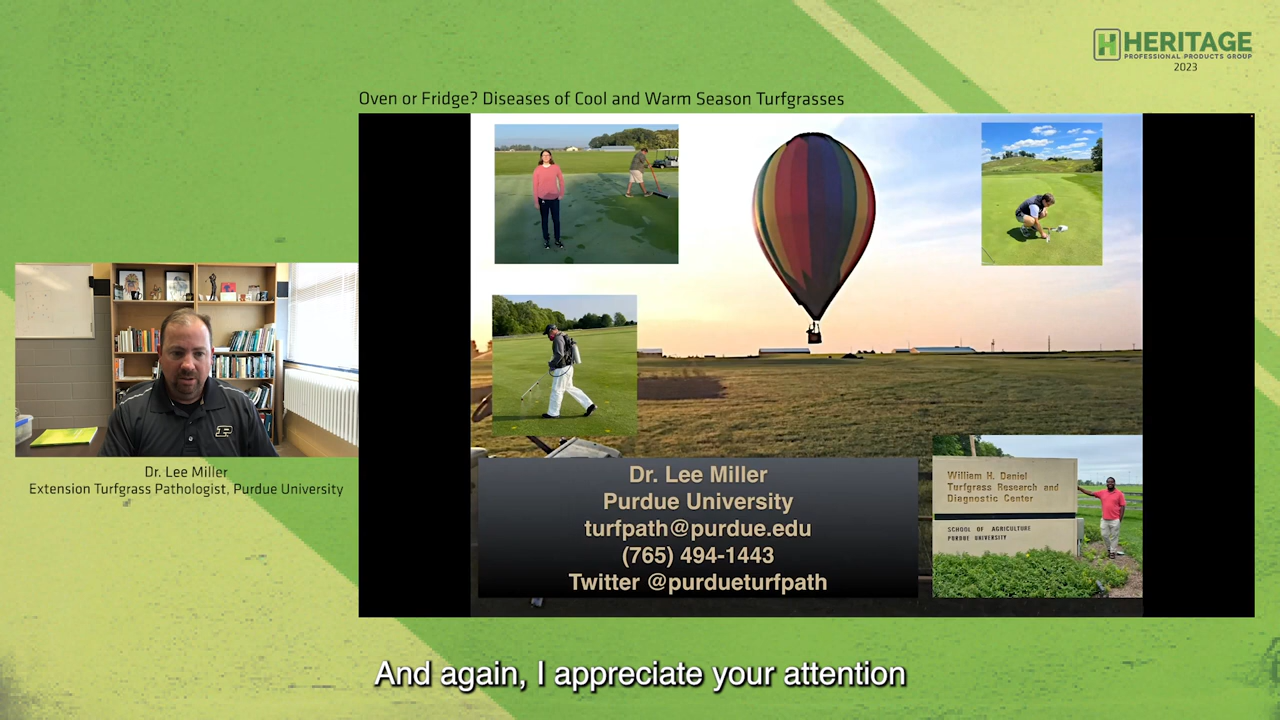 HERITAGE
PROFESSIONAL PRODUCTS GROUP
2023
Oven or Fridge? Diseases of Cool and Warm Season Turfgrasses
Dr. Lee Miller
Extension Turfgrass Pathologist, Purdue University
Dr. Lee Miller
Purdue University
turfpath@purdue.edu
(765) 494-1443
Twitter @purdueturfpath
William H. Daniel
Turfgrass Research and
Diagnostic Center
SCHOOL OF AGRICULTURE
PURDUE UNIVERSITY
And again, I appreciate your attention